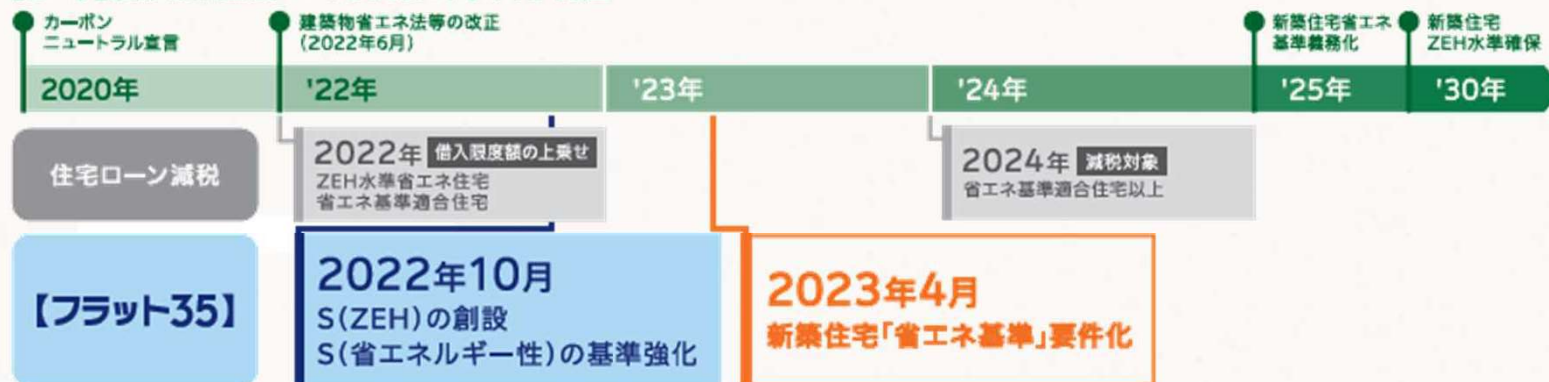 カーボン
ニュートラル宣言
建築物省エネ法等の改正
(2022年6月)
新築住宅省エネ
基準義務化
新築住宅
ZEH水準確保
2020年
'22年
'23年
'24年
'25年
'30年
住宅ローン減税
2022年 借入限度額の上乗せ
ZEH水準省エネ住宅
省エネ基準適合住宅
2024年 減税対象
省エネ基準適合住宅以上
【フラット35】
2022年10月
S(ZEH)の創設
S(省エネルギー性)の基準強化
2023年4月
新築住宅「省エネ基準」要件化